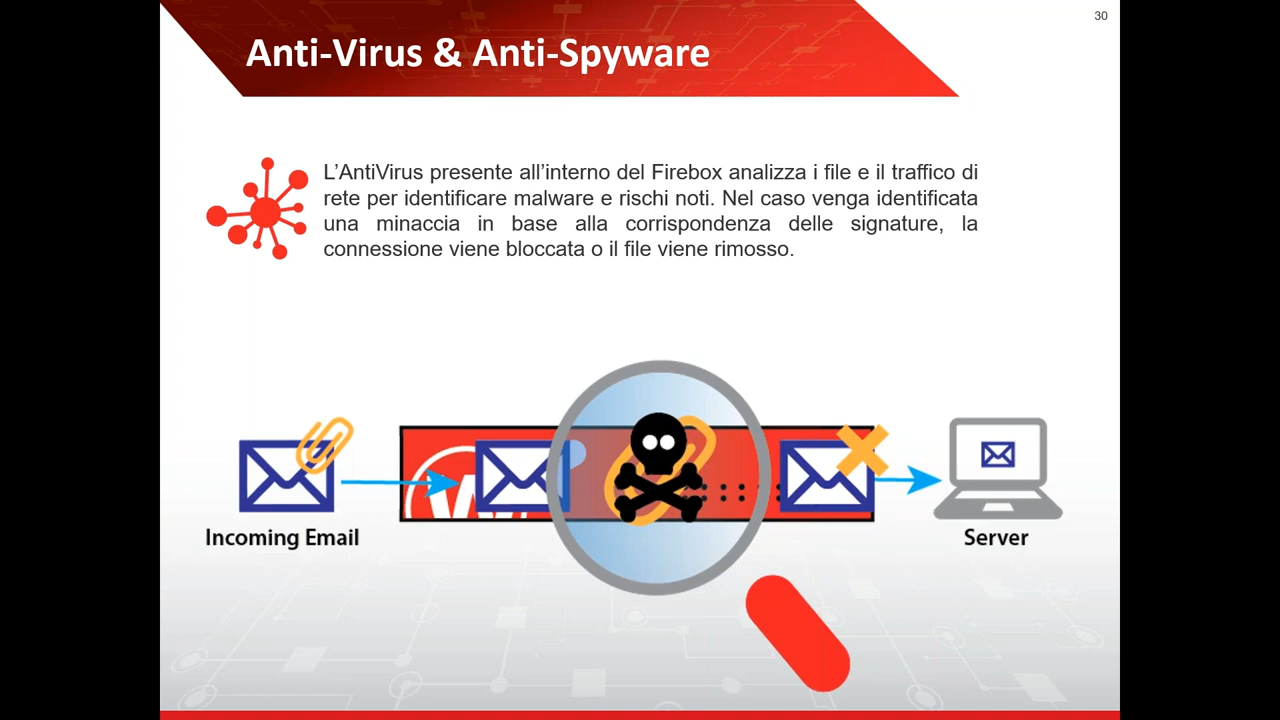 30
Anti-Virus & Anti-Spyware
L’AntiVirus presente all’interno del Firebox analizza i file e il traffico di
rete per identificare malware e rischi noti. Nel caso venga identificata
una minaccia in base alla corrispondenza delle signature, la
connessione viene bloccata o il file viene rimosso.
Incoming Email
Server